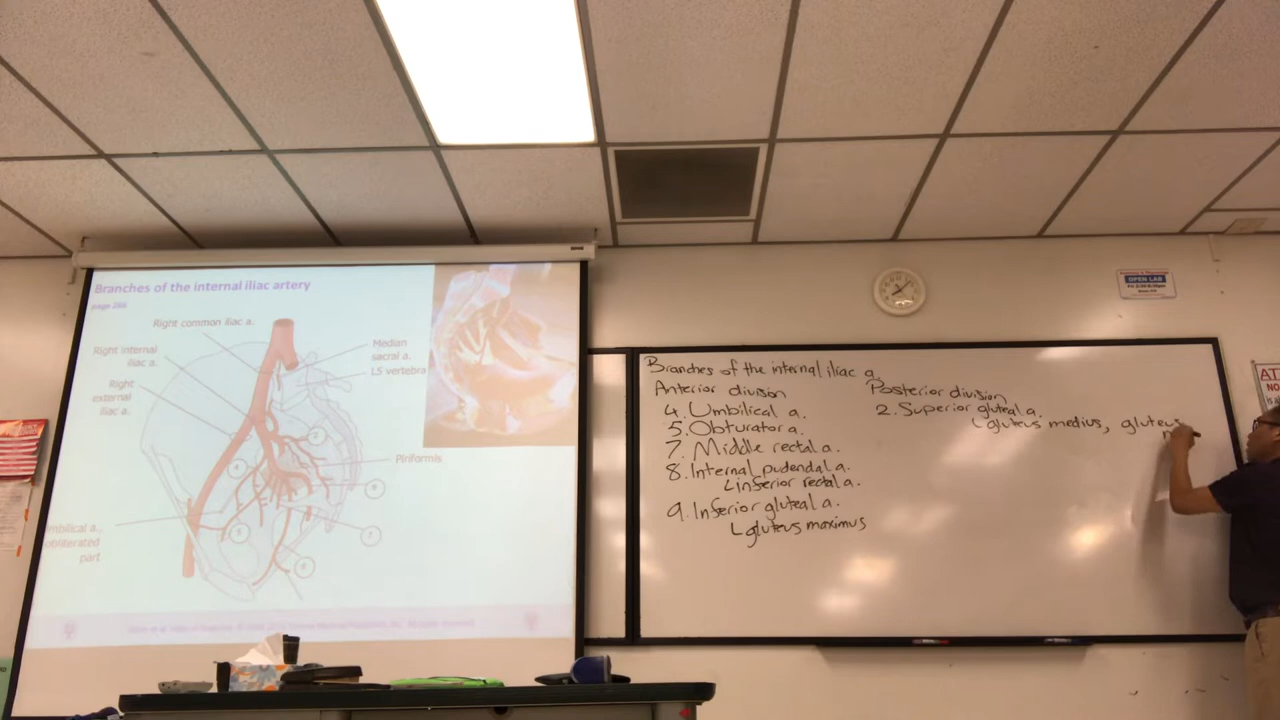 Branches of the internal iliac artery
page 266
Right common iliac a.
Right internal
iliac a.
Right
external
iliac a.
Median
sacral a.
L5 vertebra
Piriformis
Umbilical a.,
obliterated
part
Branches of the internal iliac a.
Anterior division
4. Umbilical a.
5. Obturator a.
7. Middle rectal a.
8. Internal pudendal a.
inferior rectal a.
9. Inferior gluteal a.
gluteus maximus
Posterior division
2. Superior gluteal a.
gluteus medius, gluteus
OPEN LAB